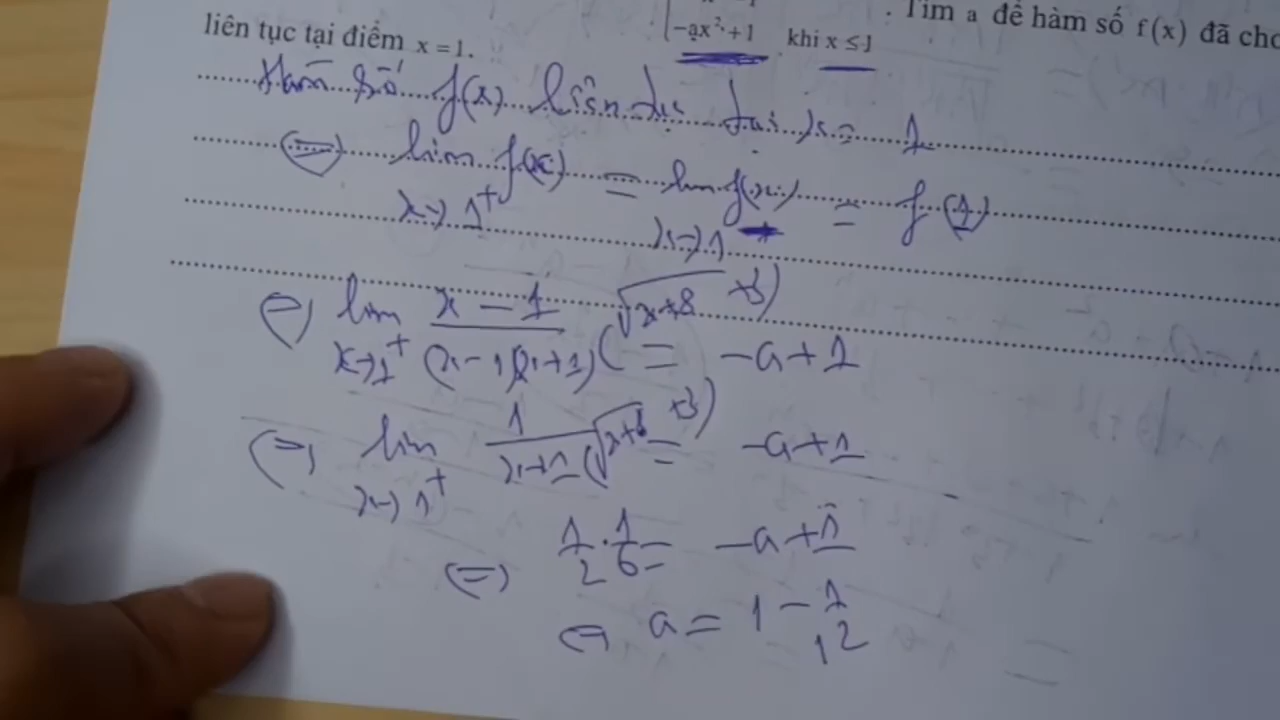 . Tìm a để hàm số f(x) đã cho
-ax²+1 khi x ≤ 1
liên tục tại điểm x = 1.
Hàm số f(x) liên tục tại x = 1
⇔ lim x→1⁺ f(x) = lim x→1⁻ f(x) = f(1)
⇔ lim x→1⁺ (x - 1)/((x-1)(x+1)(√(x+8) +3)) = -a+1
⇔ lim x→1⁺ 1/(x+1(√(x+8) +3)) = -a+1
⇔ 1/2 . 1/6 = -a+1
⇔ a = 1 - 1/12